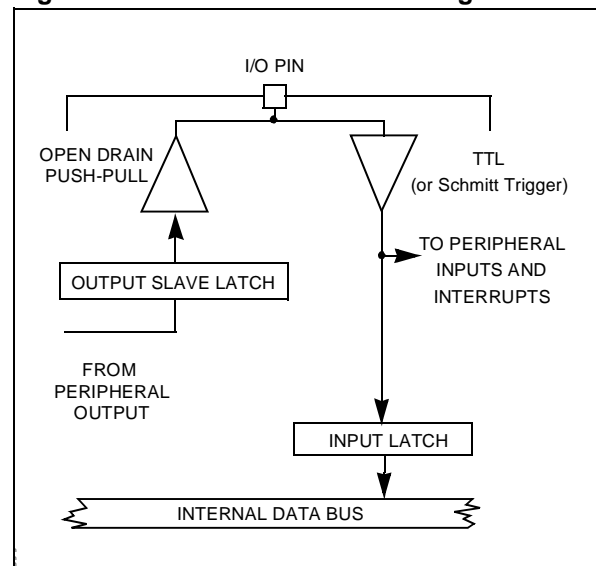 I/O PIN
OPEN DRAIN
PUSH-PULL
TTL
(or Schmitt Trigger)
TO PERIPHERAL
INPUTS AND
INTERRUPTS
OUTPUT SLAVE LATCH
FROM
PERIPHERAL
OUTPUT
INPUT LATCH
INTERNAL DATA BUS